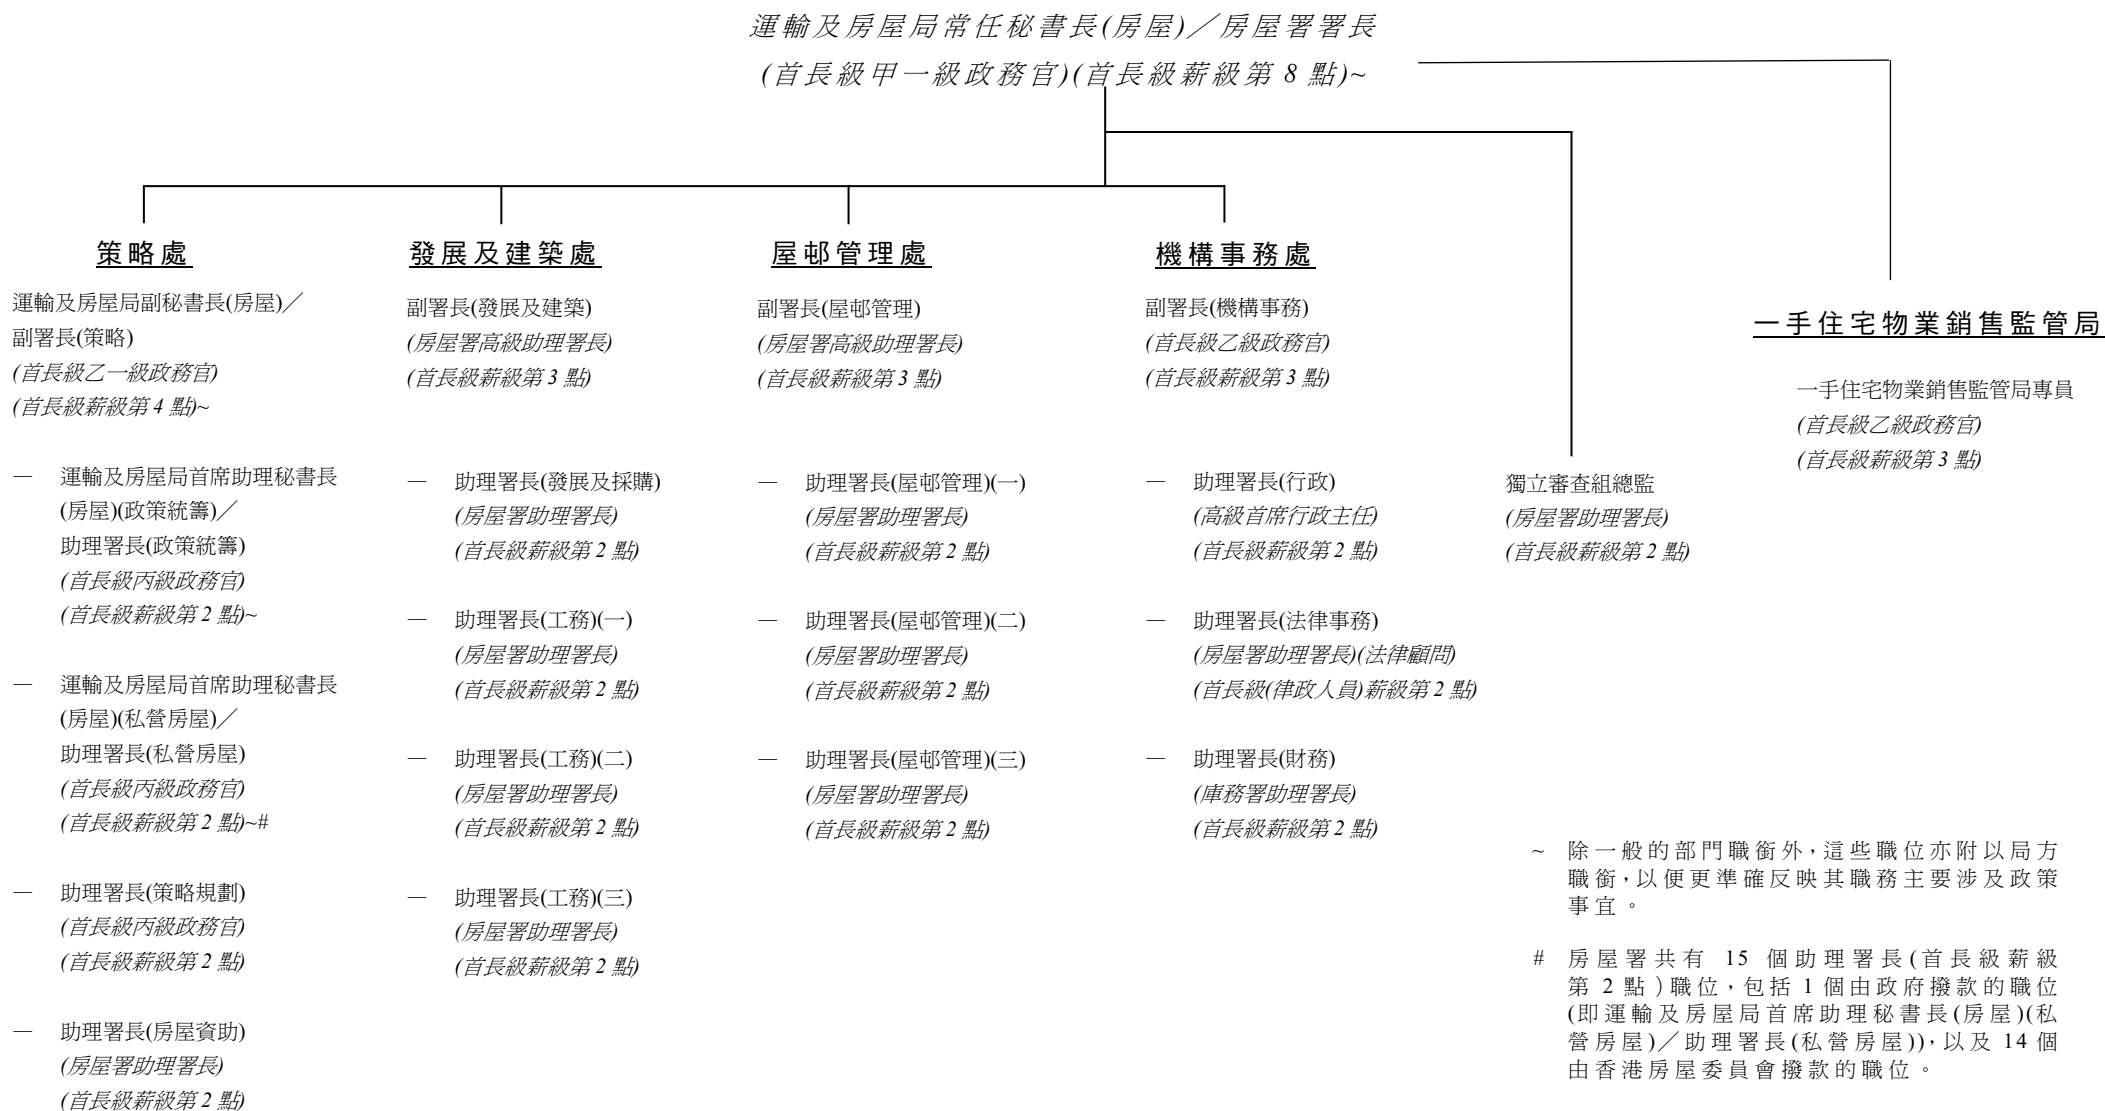 運輸及房屋局常任秘書長(房屋)／房屋署署長
(首長級甲一級政務官)(首長級薪級第 8 點)~
策略處
運輸及房屋局副秘書長(房屋)／
副署長(策略)
(首長級乙一級政務官)
(首長級薪級第 4 點)~
— 運輸及房屋局首席助理秘書長
(房屋)(政策統籌)／
助理署長(政策統籌)
(首長級丙級政務官)
(首長級薪級第 2 點)~
— 運輸及房屋局首席助理秘書長
(房屋)(私營房屋)／
助理署長(私營房屋)
(首長級丙級政務官)
(首長級薪級第 2 點)~#
— 助理署長(策略規劃)
(首長級丙級政務官)
(首長級薪級第 2 點)
— 助理署長(房屋資助)
(房屋署助理署長)
(首長級薪級第 2 點)
發展及建築處
副署長(發展及建築)
(房屋署高級助理署長)
(首長級薪級第 3 點)
— 助理署長(發展及採購)
(房屋署助理署長)
(首長級薪級第 2 點)
— 助理署長(工務)(一)
(房屋署助理署長)
(首長級薪級第 2 點)
— 助理署長(工務)(二)
(房屋署助理署長)
(首長級薪級第 2 點)
— 助理署長(工務)(三)
(房屋署助理署長)
(首長級薪級第 2 點)
屋邨管理處
副署長(屋邨管理)
(房屋署高級助理署長)
(首長級薪級第 3 點)
— 助理署長(屋邨管理)(一)
(房屋署助理署長)
(首長級薪級第 2 點)
— 助理署長(屋邨管理)(二)
(房屋署助理署長)
(首長級薪級第 2 點)
— 助理署長(屋邨管理)(三)
(房屋署助理署長)
(首長級薪級第 2 點)
機構事務處
副署長(機構事務)
(首長級乙級政務官)
(首長級薪級第 3 點)
— 助理署長(行政)
(高級首席行政主任)
(首長級薪級第 2 點)
— 助理署長(法律事務)
(房屋署助理署長)(法律顧問)
(首長級(律政人員)薪級第 2 點)
— 助理署長(財務)
(庫務署助理署長)
(首長級薪級第 2 點)
獨立審查組總監
(房屋署助理署長)
(首長級薪級第 2 點)
一手住宅物業銷售監管局
一手住宅物業銷售監管局專員
(首長級乙級政務官)
(首長級薪級第 3 點)
~ 除一般的部門職銜外，這些職位亦附以局方
職銜，以便更準確反映其職務主要涉及政策
事宜。
# 房屋署共有 15 個助理署長(首長級薪級
第 2 點)職位，包括 1 個由政府撥款的職位
(即運輸及房屋局首席助理秘書長(房屋)(私
營房屋)／助理署長(私營房屋))，以及 14 個
由香港房屋委員會撥款的職位。